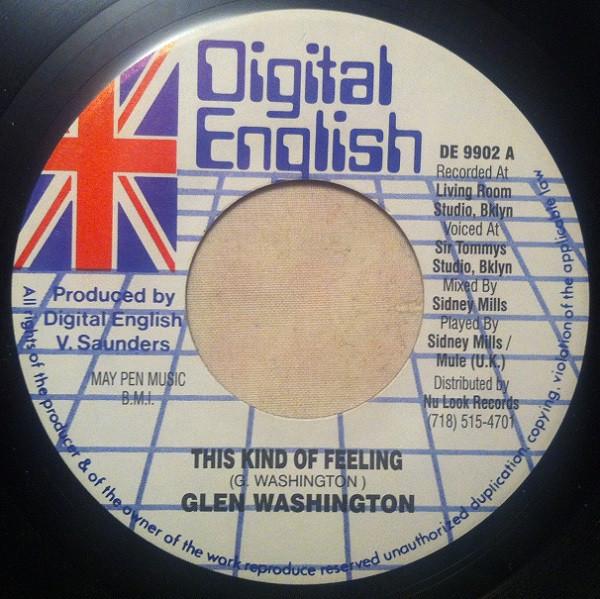 Digital
English
DE 9902 A
Recorded At
Living Room
Studio, Bklyn
Voiced At
Sir Tommys
Studio, Bklyn
Mixed By
Sidney Mills
Played By
Sidney Mills /
Mule (U.K.)
Distributed by
Nu Look Records
(718) 515-4701
Produced by
Digital English
V. Saunders
MAY PEN MUSIC
B.M.I.
THIS KIND OF FEELING
(G. WASHINGTON )
GLEN WASHINGTON
All rights of the producer & of the owner of the work reproduce reserved unauthorized duplication, copying, violation of the applicable law